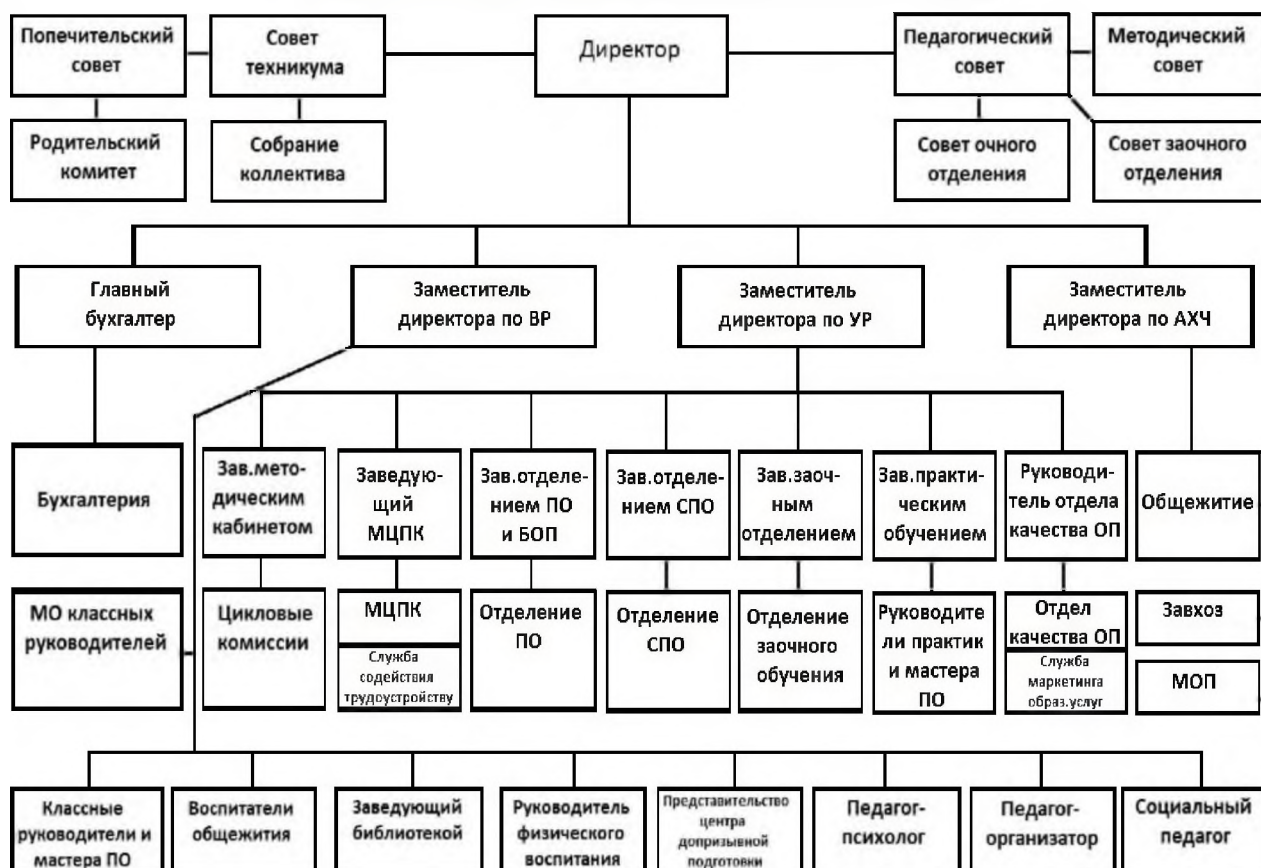 Попечительский
совет
Совет
техникума
Директор
Педагогический
совет
Методический
совет
Родительский
комитет
Собрание
коллектива
Совет очного
отделения
Совет заочного
отделения
Главный
бухгалтер
Заместитель
директора по ВР
Заместитель
директора по УР
Заместитель
директора по АХЧ
Бухгалтерия
Зав.мето-
дическим
кабинетом
Заведую-
щий
МЦПК
Зав.отделе-
нием ПО
и БОП
Зав.отделе-
нием СПО
Зав.заоч-
ным
отделением
Зав.практи-
ческим
обучением
Руководи-
тель отдела
качества ОП
Общежитие
МО классных
руководителей
Цикловые
комиссии
МЦПК
Служба
содействия
трудоустройству
Отделение
ПО
Отделение
СПО
Отделение
заочного
обучения
Руководите
ли практик
и мастера
ПО
Отдел
качества ОП
Служба
маркетинга
образ.услуг
Завхоз
МОП
Классные
руководители и
мастера ПО
Воспитатели
общежития
Заведующий
библиотекой
Руководитель
физического
воспитания
Представительство
центра
допризывной
подготовки
Педагог-
психолог
Педагог-
организатор
Социальный
педагог